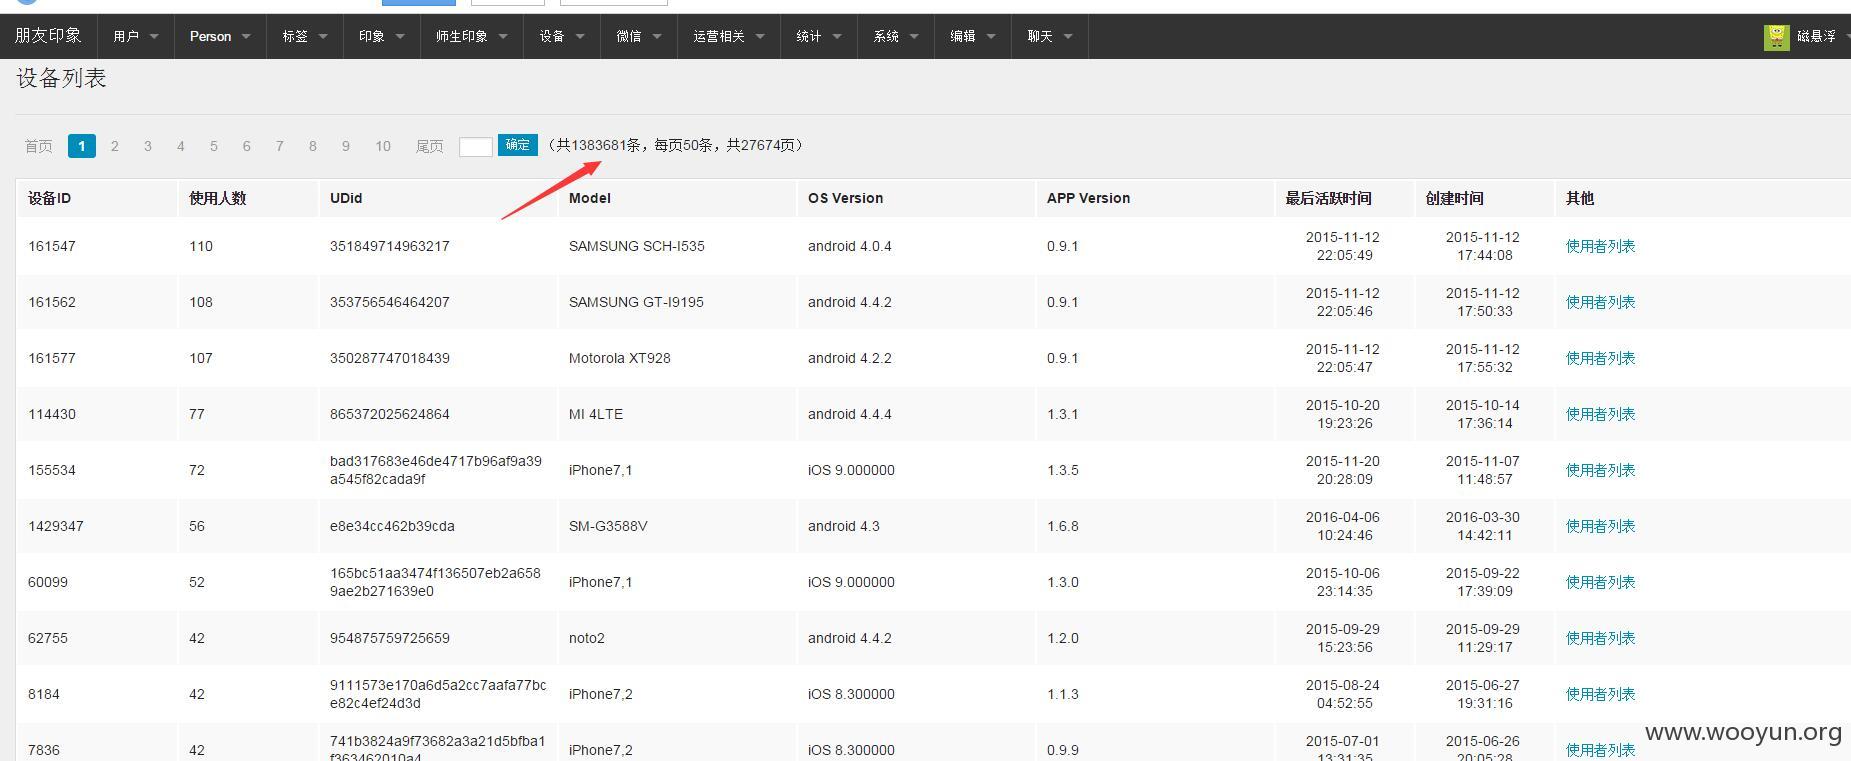 朋友印象 用户 Person 标签 印象 师生印象 设备 微信 运营相关 统计 系统 编辑 聊天 磁悬浮
设备列表
首页 1 2 3 4 5 6 7 8 9 10 尾页 确定 （共1383681条，每页50条，共27674页）
设备ID 使用人数 UDid Model OS Version APP Version 最后活跃时间 创建时间 其他
161547 110 351849714963217 SAMSUNG SCH-I535 android 4.0.4 0.9.1 2015-11-12 22:05:49 2015-11-12 17:44:08 使用者列表
161562 108 353756546464207 SAMSUNG GT-I9195 android 4.4.2 0.9.1 2015-11-12 22:05:46 2015-11-12 17:50:33 使用者列表
161577 107 350287747018439 Motorola XT928 android 4.2.2 0.9.1 2015-11-12 22:05:47 2015-11-12 17:55:32 使用者列表
114430 77 865372025624864 MI 4LTE android 4.4.4 1.3.1 2015-10-20 19:23:26 2015-10-14 17:36:14 使用者列表
155534 72 bad317683e46de4717b96af9a39a545f82cada9f iPhone7,1 iOS 9.000000 1.3.5 2015-11-20 20:28:09 2015-11-07 11:48:57 使用者列表
1429347 56 e8e34cc462b39cda SM-G3588V android 4.3 1.6.8 2016-04-06 10:24:46 2016-03-30 14:42:11 使用者列表
60099 52 165bc51aa3474f136507eb2a6589ae2b271639e0 iPhone7,1 iOS 9.000000 1.3.0 2015-10-06 23:14:35 2015-09-22 17:39:09 使用者列表
62755 42 954875759725659 noto2 android 4.4.2 1.2.0 2015-09-29 15:23:56 2015-09-29 11:29:17 使用者列表
8184 42 9111573e170a6d5a2cc7aafa77bce82c4ef24d3d iPhone7,2 iOS 8.300000 1.1.3 2015-08-24 04:52:55 2015-06-27 19:31:16 使用者列表
7836 42 741b3824a9f73682a3a21d5bfba1f363462010a4 iPhone7,2 iOS 8.300000 0.9.9 2015-07-01 13:31:35 2015-06-26 20:05:28 使用者列表
www.wooyun.org